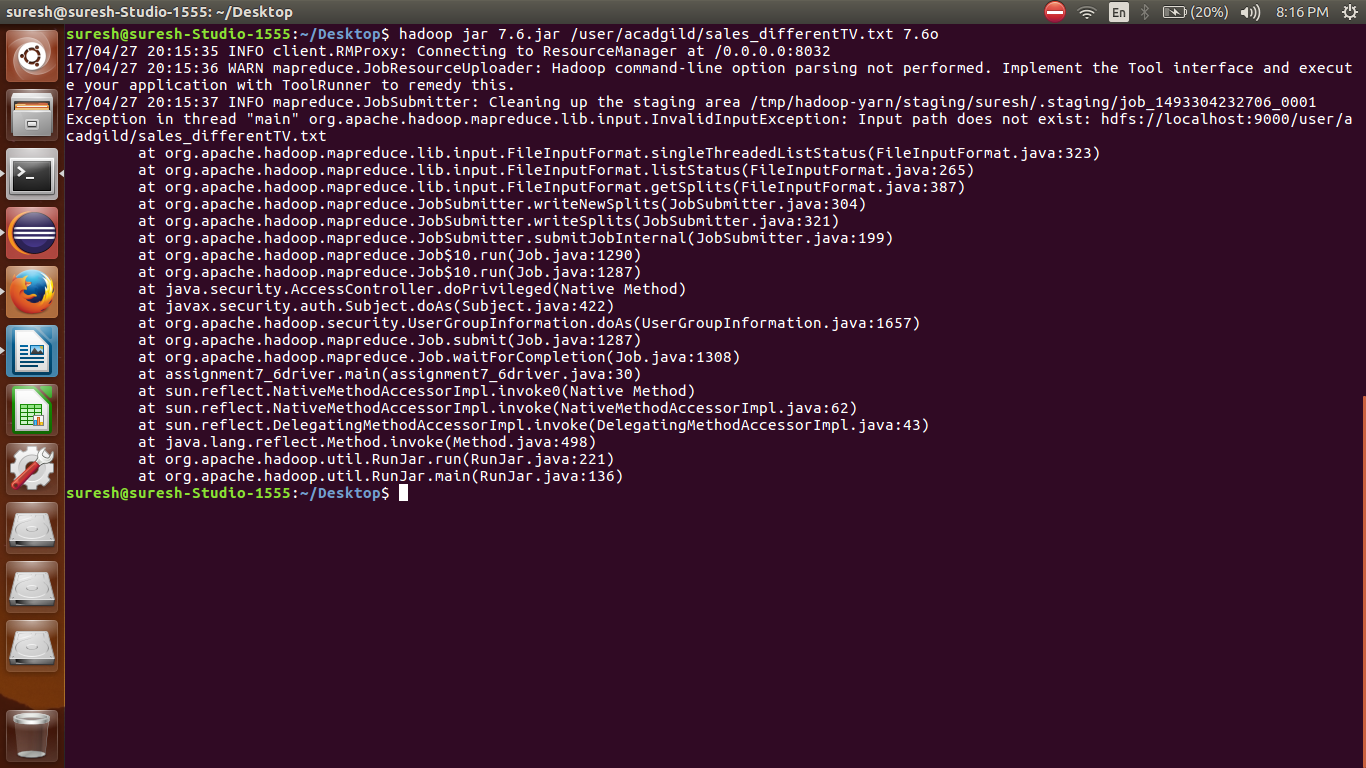 suresh@suresh-Studio-1555: ~/Desktop
En
(20%)
8:16 PM
suresh@suresh-Studio-1555:~/Desktop$ hadoop jar 7.6.jar /user/acadgild/sales_differentTV.txt 7.6o
17/04/27 20:15:35 INFO client.RMProxy: Connecting to ResourceManager at /0.0.0.0:8032
17/04/27 20:15:36 WARN mapreduce.JobResourceUploader: Hadoop command-line option parsing not performed. Implement the Tool interface and execut
e your application with ToolRunner to remedy this.
17/04/27 20:15:37 INFO mapreduce.JobSubmitter: Cleaning up the staging area /tmp/hadoop-yarn/staging/suresh/.staging/job_1493304232706_0001
Exception in thread "main" org.apache.hadoop.mapreduce.lib.input.InvalidInputException: Input path does not exist: hdfs://localhost:9000/user/a
cadgild/sales_differentTV.txt
at org.apache.hadoop.mapreduce.lib.input.FileInputFormat.singleThreadedListStatus(FileInputFormat.java:323)
at org.apache.hadoop.mapreduce.lib.input.FileInputFormat.listStatus(FileInputFormat.java:265)
at org.apache.hadoop.mapreduce.lib.input.FileInputFormat.getSplits(FileInputFormat.java:387)
at org.apache.hadoop.mapreduce.JobSubmitter.writeNewSplits(JobSubmitter.java:304)
at org.apache.hadoop.mapreduce.JobSubmitter.writeSplits(JobSubmitter.java:321)
at org.apache.hadoop.mapreduce.JobSubmitter.submitJobInternal(JobSubmitter.java:199)
at org.apache.hadoop.mapreduce.Job$10.run(Job.java:1290)
at org.apache.hadoop.mapreduce.Job$10.run(Job.java:1287)
at java.security.AccessController.doPrivileged(Native Method)
at javax.security.auth.Subject.doAs(Subject.java:422)
at org.apache.hadoop.security.UserGroupInformation.doAs(UserGroupInformation.java:1657)
at org.apache.hadoop.mapreduce.Job.submit(Job.java:1287)
at org.apache.hadoop.mapreduce.Job.waitForCompletion(Job.java:1308)
at assignment7_6driver.main(assignment7_6driver.java:30)
at sun.reflect.NativeMethodAccessorImpl.invoke0(Native Method)
at sun.reflect.NativeMethodAccessorImpl.invoke(NativeMethodAccessorImpl.java:62)
at sun.reflect.DelegatingMethodAccessorImpl.invoke(DelegatingMethodAccessorImpl.java:43)
at java.lang.reflect.Method.invoke(Method.java:498)
at org.apache.hadoop.util.RunJar.run(RunJar.java:221)
at org.apache.hadoop.util.RunJar.main(RunJar.java:136)
suresh@suresh-Studio-1555:~/Desktop$